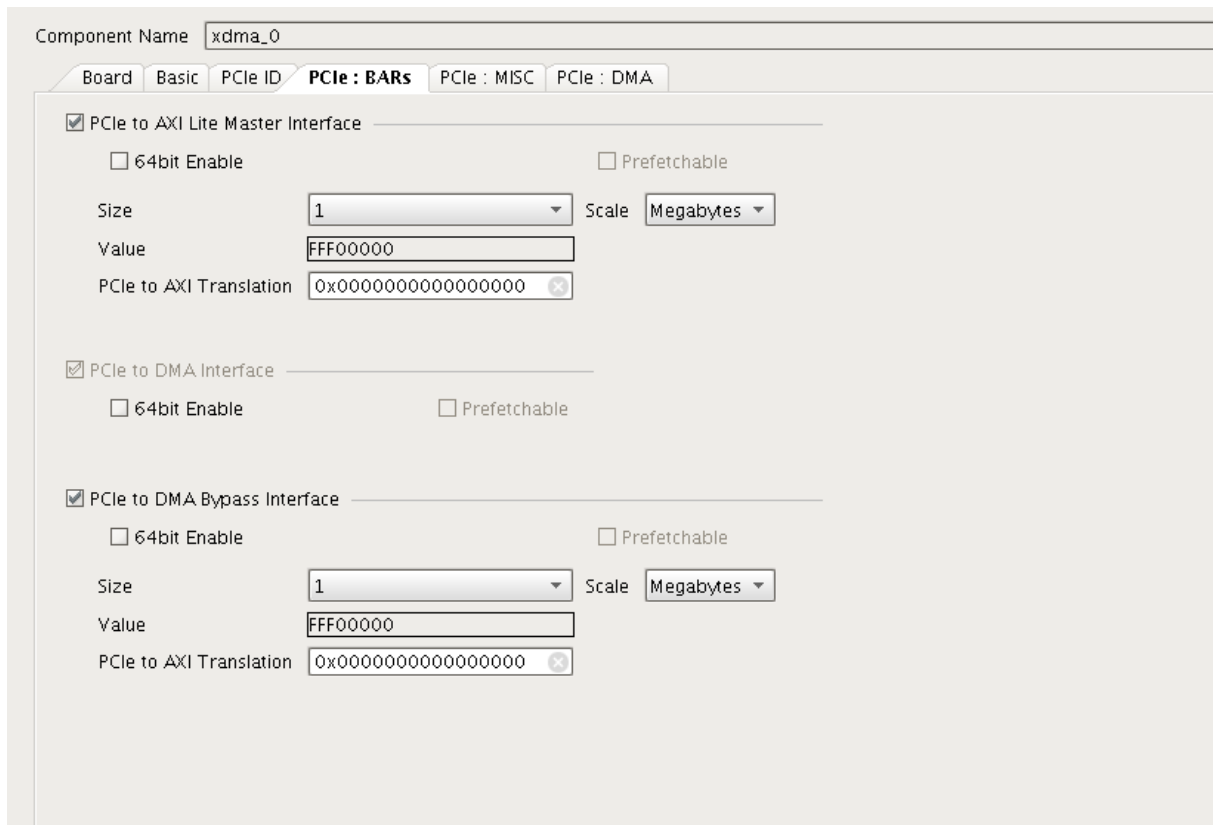 Component Name xdma_0
Board Basic PCIe ID PCIe : BARs PCIe : MISC PCIe : DMA
PCIe to AXI Lite Master Interface
64bit Enable Prefetchable
Size 1 Scale Megabytes
Value FFF00000
PCIe to AXI Translation 0x0000000000000000
PCIe to DMA Interface
64bit Enable Prefetchable
PCIe to DMA Bypass Interface
64bit Enable Prefetchable
Size 1 Scale Megabytes
Value FFF00000
PCIe to AXI Translation 0x0000000000000000